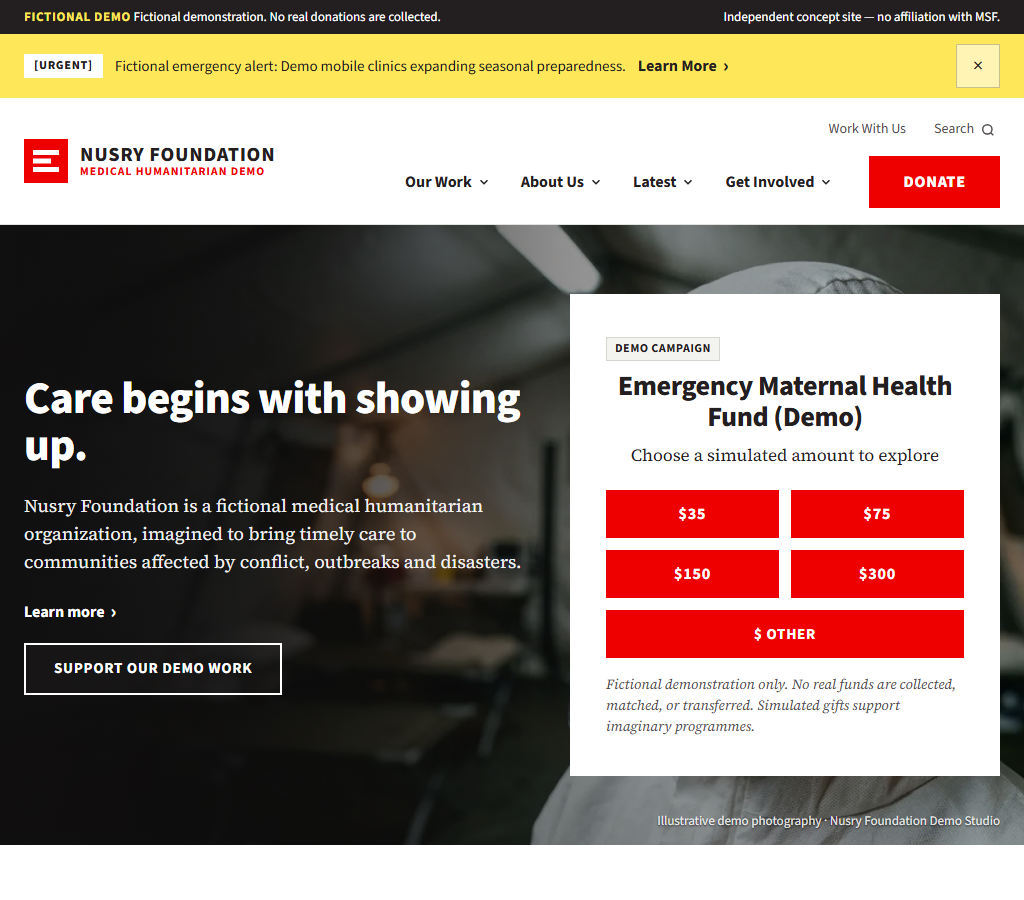 FICTIONAL DEMO Fictional demonstration. No real donations are collected.
Independent concept site — no affiliation with MSF.
[URGENT] Fictional emergency alert: Demo mobile clinics expanding seasonal preparedness. Learn More ›
×
Work With Us Search
NUSRY FOUNDATION
MEDICAL HUMANITARIAN DEMO
Our Work About Us Latest Get Involved DONATE
Care begins with showing
up.
Nusry Foundation is a fictional medical humanitarian
organization, imagined to bring timely care to
communities affected by conflict, outbreaks and disasters.
Learn more ›
SUPPORT OUR DEMO WORK
DEMO CAMPAIGN
Emergency Maternal Health
Fund (Demo)
Choose a simulated amount to explore
$35 $75
$150 $300
$ OTHER
Fictional demonstration only. No real funds are collected,
matched, or transferred. Simulated gifts support
imaginary programmes.
Illustrative demo photography · Nusry Foundation Demo Studio